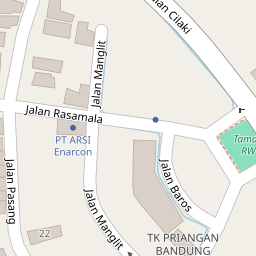 Jalan Cilaki
Jalan Manglit
Jalan Rasamala
PT ARSI
Enarcon
Tama
RW
Jalan Pasang
Jalan Baros
22
Jalan Manglit
TK PRIANGAN
BANDUNG